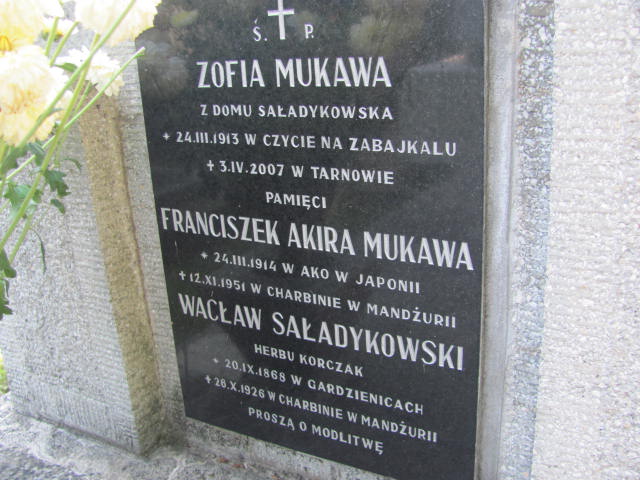 Ś. P.
ZOFIA MUKAWA
Z DOMU SAŁADYKOWSKA
* 24.III.1913 W CZYCIE NA ZABAJKALU
✝ 3.IV.2007 W TARNOWIE
PAMIĘCI
FRANCISZEK AKIRA MUKAWA
* 24.III.1914 W AKO W JAPONII
✝ 12.XI.1951 W CHARBINIE W MANDŻURII
WACŁAW SAŁADYKOWSKI
HERBU KORCZAK
* 20.IX.1868 W GARDZIENICACH
✝ 28.X.1926 W CHARBINIE W MANDŻURII
PROSZĄ O MODLITWĘ